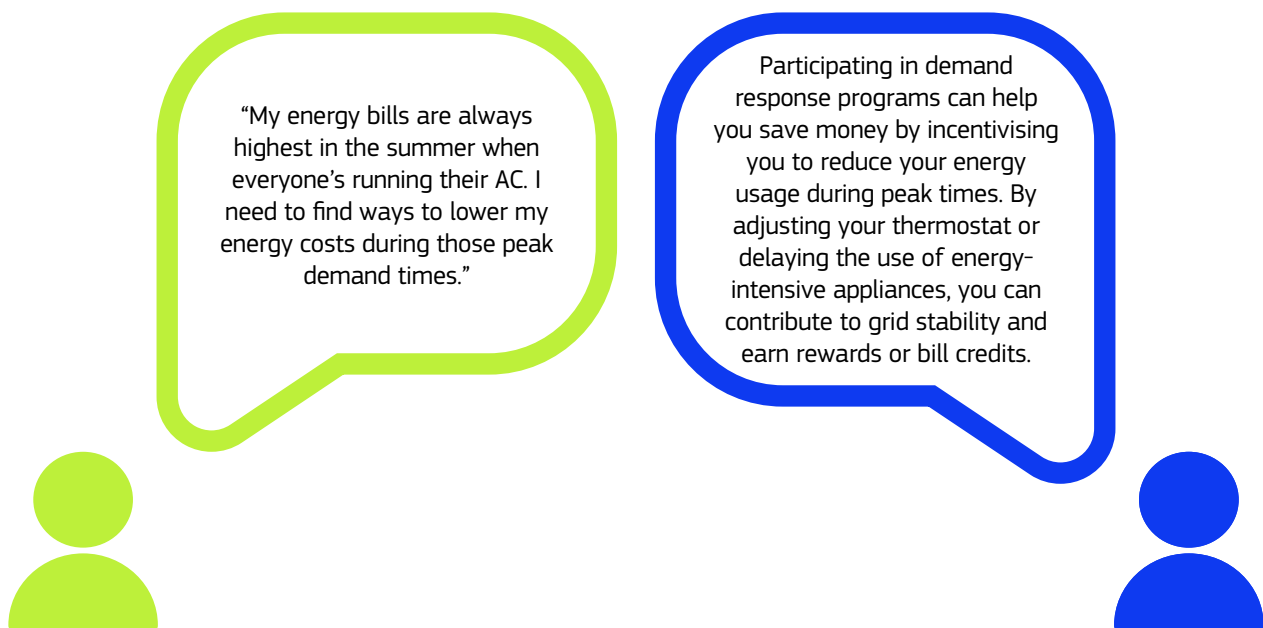 “My energy bills are always
highest in the summer when
everyone’s running their AC. I
need to find ways to lower my
energy costs during those peak
demand times.”
Participating in demand
response programs can help
you save money by incentivising
you to reduce your energy
usage during peak times. By
adjusting your thermostat or
delaying the use of energy-
intensive appliances, you can
contribute to grid stability and
earn rewards or bill credits.